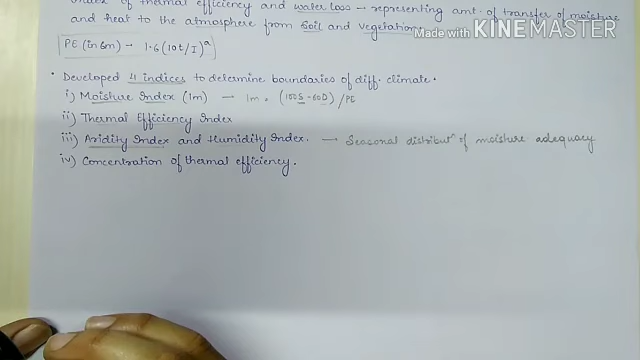 index of thermal efficiency and water loss – representing amt. of transfer of moisture
and heat to the atmosphere from soil and vegetation.
Made with KINEMASTER
PE (in cm) – 1.6 (10t/I)ᵃ
• Developed 4 indices to determine boundaries of diff. climate.
i) Moisture Index (Im) → Im = (100S - 60D) / PE
ii) Thermal Efficiency Index
iii) Aridity Index and Humidity Index. → Seasonal distributⁿ of moisture adequacy
iv) Concentration of thermal efficiency.